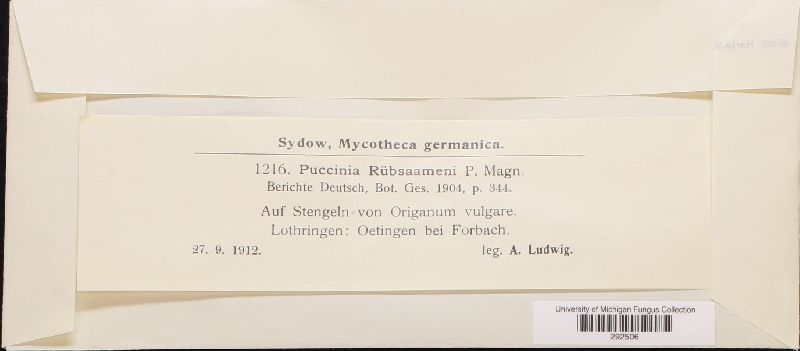 Sydow, Mycotheca germanica.
1216. Puccinia Rübsaameni P. Magn.
Berichte Deutsch. Bot. Ges. 1904, p. 344.
Auf Stengeln von Origanum vulgare.
Lothringen: Oetingen bei Forbach.
27. 9. 1912. leg. A. Ludwig.
University of Michigan Fungus Collection
292506